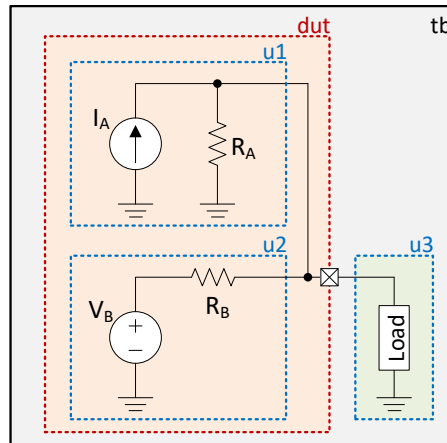 dut
tb
u1
I_A
R_A
u2
u3
V_B
R_B
+
−
Load